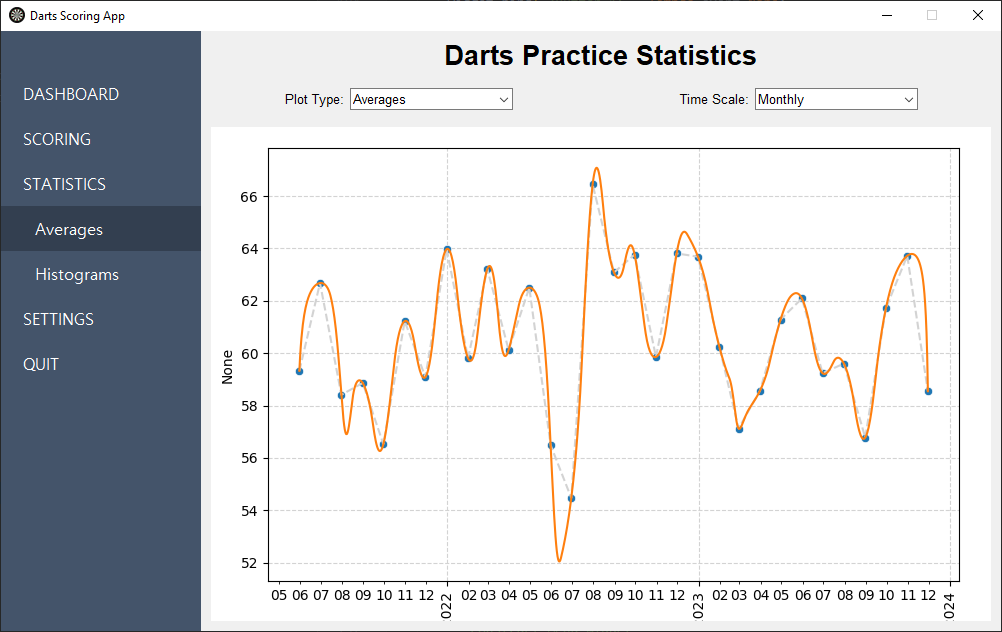 Darts Scoring App
Darts Practice Statistics
DASHBOARD
SCORING
STATISTICS
Averages
Histograms
SETTINGS
QUIT
Plot Type: Averages
Time Scale: Monthly
None
66
64
62
60
58
56
54
52
05 06 07 08 09 10 11 12 022 02 03 04 05 06 07 08 09 10 11 12 023 02 03 04 05 06 07 08 09 10 11 12 024